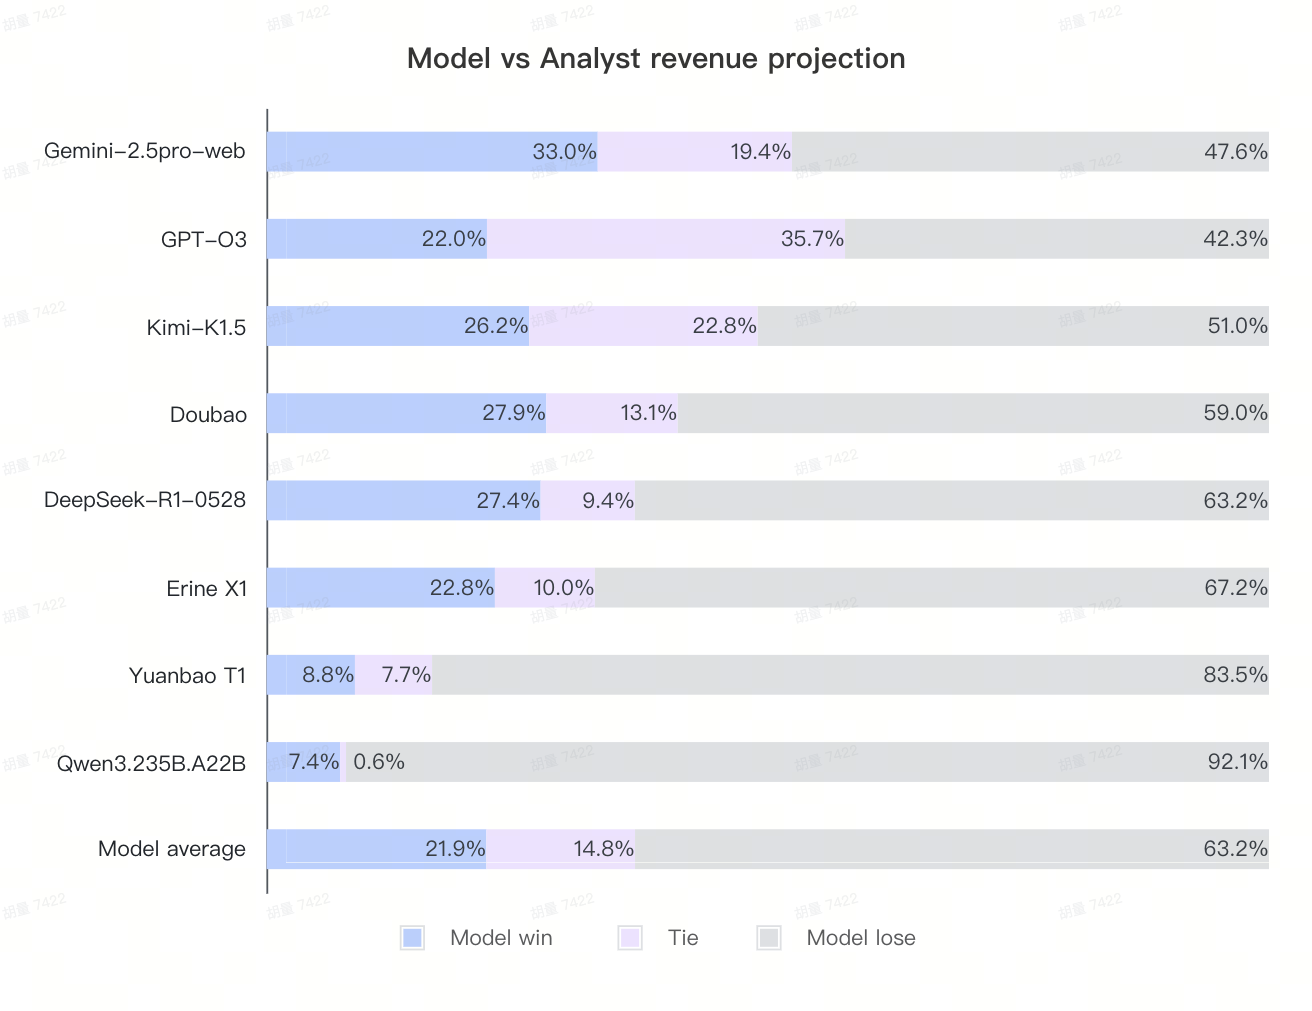 Model vs Analyst revenue projection
Gemini-2.5pro-web 33.0% 19.4% 47.6%
GPT-O3 22.0% 35.7% 42.3%
Kimi-K1.5 26.2% 22.8% 51.0%
Doubao 27.9% 13.1% 59.0%
DeepSeek-R1-0528 27.4% 9.4% 63.2%
Erine X1 22.8% 10.0% 67.2%
Yuanbao T1 8.8% 7.7% 83.5%
Qwen3.235B.A22B 7.4% 0.6% 92.1%
Model average 21.9% 14.8% 63.2%
Model win Tie Model lose